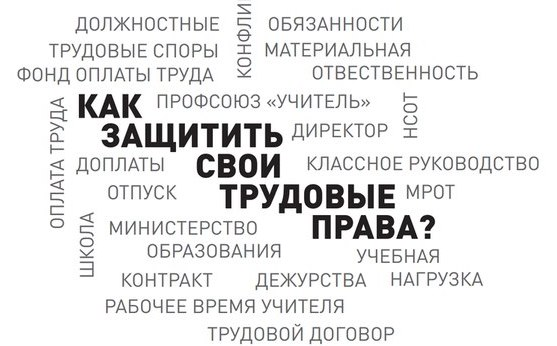 ДОЛЖНОСТНЫЕ ОБЯЗАННОСТИ
КОНФЛИ
ТРУДОВЫЕ СПОРЫ МАТЕРИАЛЬНАЯ
ФОНД ОПЛАТЫ ТРУДА ОТВЕСТВЕННОСТЬ
КАК ПРОФСОЮЗ «УЧИТЕЛЬ»
НСОТ
ОПЛАТА ТРУДА
ЗАЩИТИТЬ ДИРЕКТОР
ДОПЛАТЫ СВОИ КЛАССНОЕ РУКОВОДСТВО
ОТПУСК ТРУДОВЫЕ МРОТ
ШКОЛА
МИНИСТЕРСТВО ПРАВА?
ОБРАЗОВАНИЯ УЧЕБНАЯ
КОНТРАКТ ДЕЖУРСТВА НАГРУЗКА
РАБОЧЕЕ ВРЕМЯ УЧИТЕЛЯ
ТРУДОВОЙ ДОГОВОР